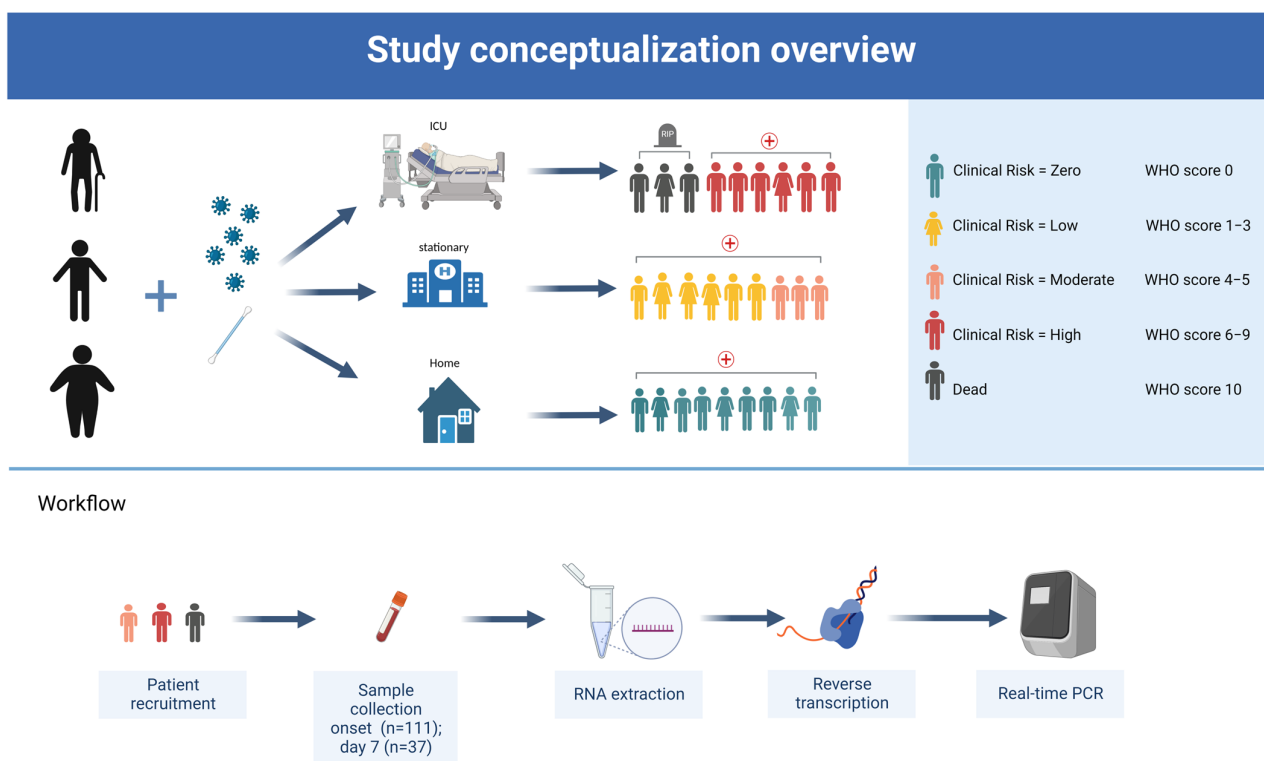 Study conceptualization overview
ICU
RIP
stationary
H
Home
Clinical Risk = Zero WHO score 0
Clinical Risk = Low WHO score 1–3
Clinical Risk = Moderate WHO score 4–5
Clinical Risk = High WHO score 6–9
Dead WHO score 10
Workflow
Patient
recruitment
Sample
collection
onset (n=111);
day 7 (n=37)
RNA extraction
Reverse
transcription
Real-time PCR